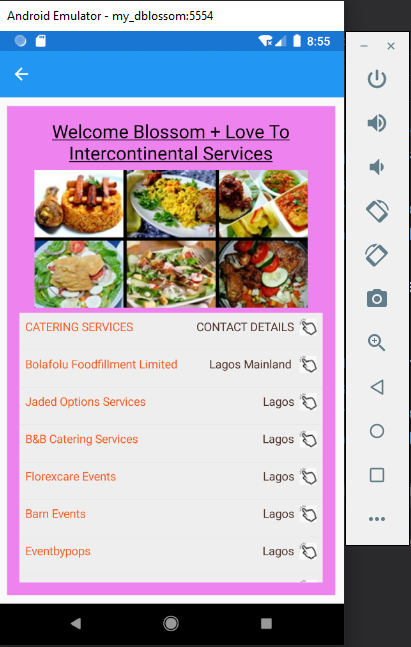 Android Emulator - my_dblossom:5554
8:55
Welcome Blossom + Love To
Intercontinental Services
CATERING SERVICES CONTACT DETAILS
Bolafolu Foodfillment Limited Lagos Mainland
Jaded Options Services Lagos
B&B Catering Services Lagos
Florexcare Events Lagos
Barn Events Lagos
Eventbypops Lagos